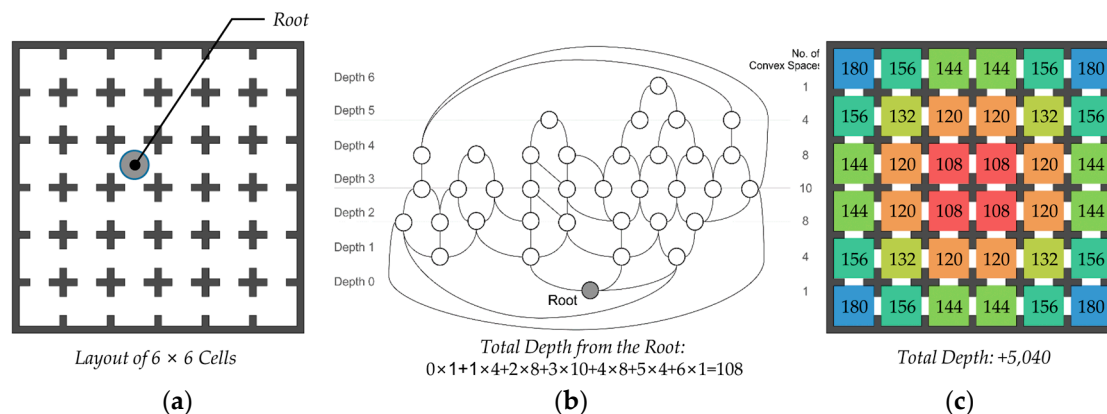 Root
Layout of 6 × 6 Cells
(a)
No. of
Convex Spaces
Depth 6
1
Depth 5
4
Depth 4
8
Depth 3
10
Depth 2
8
Depth 1
4
Depth 0
1
Root
Total Depth from the Root:
0×1+1×4+2×8+3×10+4×8+5×4+6×1=108
(b)
180 156 144 144 156 180
156 132 120 120 132 156
144 120 108 108 120 144
144 120 108 108 120 144
156 132 120 120 132 156
180 156 144 144 156 180
Total Depth: +5,040
(c)